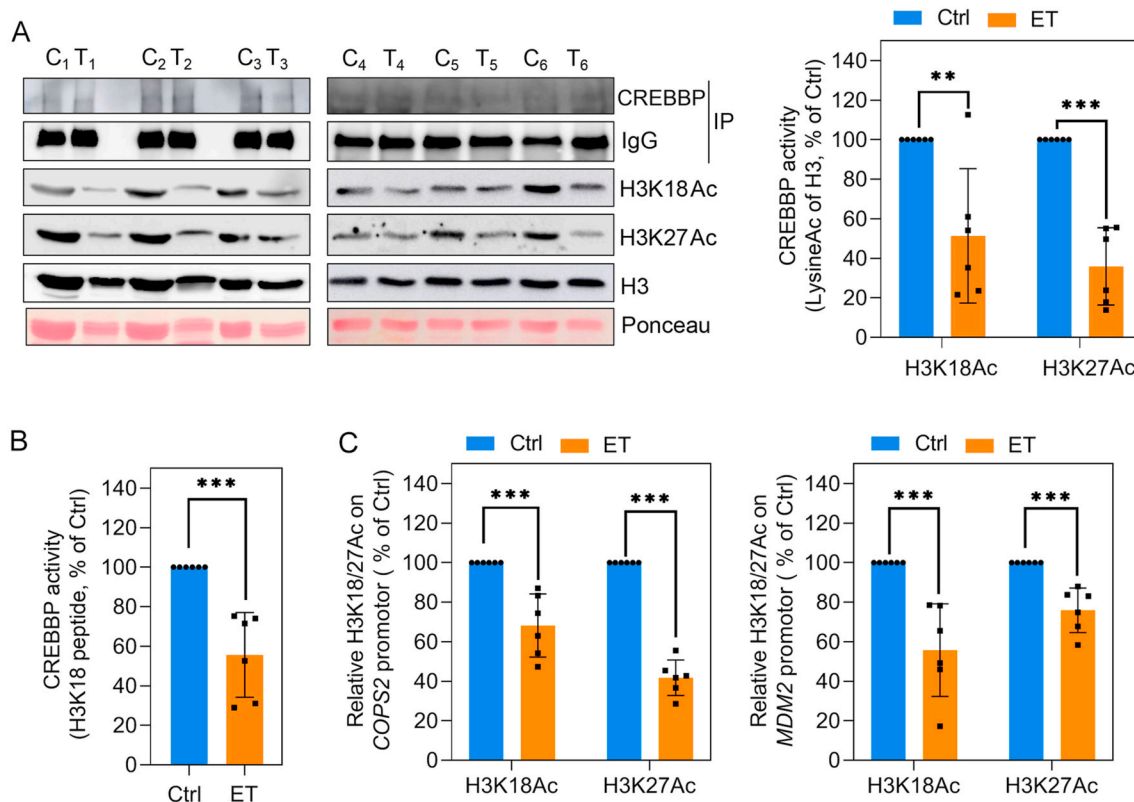 A
C1 T1 C2 T2 C3 T3 C4 T4 C5 T5 C6 T6
CREBBP
IgG
IP
H3K18Ac
H3K27Ac
H3
Ponceau
Ctrl ET
CREBBP activity
(LysineAc of H3, % of Ctrl)
140
120
100
80
60
40
20
0
** ***
H3K18Ac H3K27Ac
B
CREBBP activity
(H3K18 peptide, % of Ctrl)
140
120
100
80
60
40
20
0
***
Ctrl ET
C
Ctrl ET
Relative H3K18/27Ac on
COPS2 promotor ( % of Ctrl)
140
120
100
80
60
40
20
0
*** ***
H3K18Ac H3K27Ac
Ctrl ET
Relative H3K18/27Ac on
MDM2 promotor ( % of Ctrl)
140
120
100
80
60
40
20
0
*** ***
H3K18Ac H3K27Ac